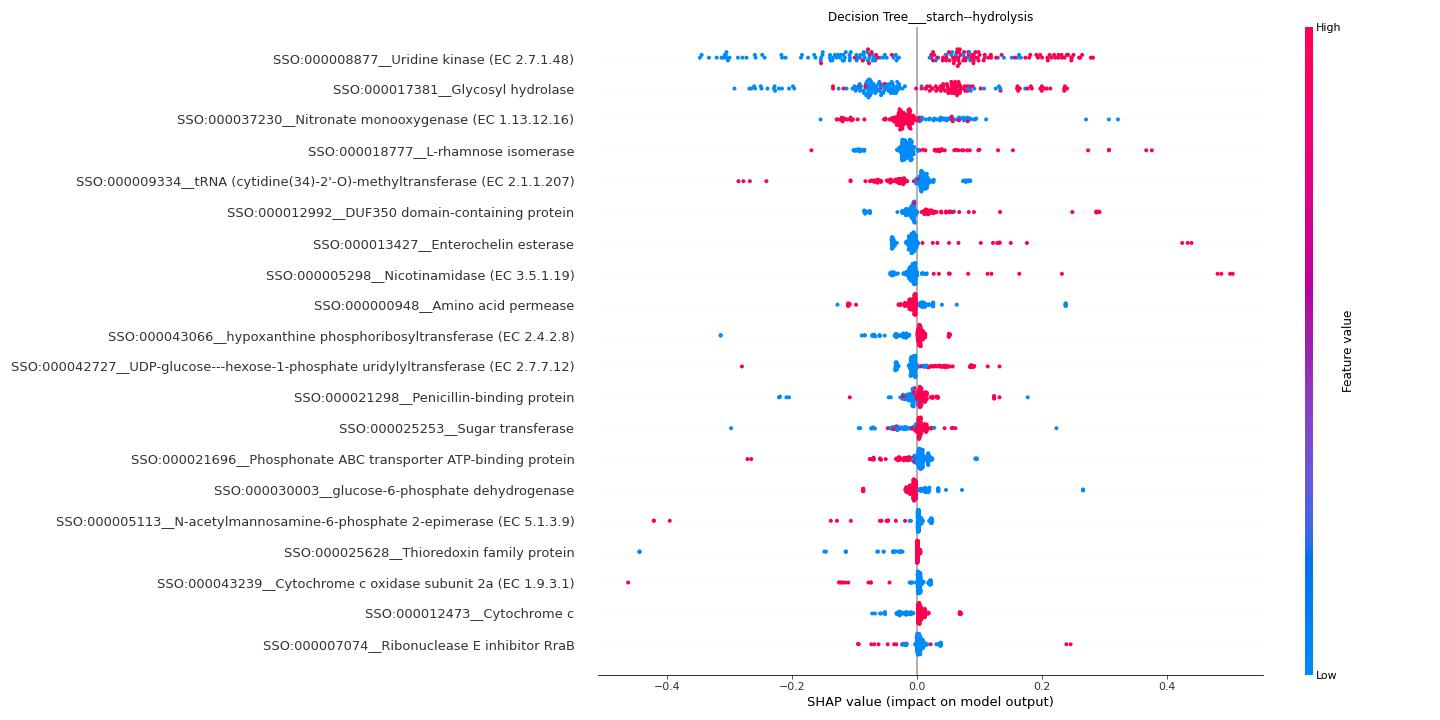 Decision Tree___starch--hydrolysis
High
SSO:000008877__Uridine kinase (EC 2.7.1.48)
SSO:000017381__Glycosyl hydrolase
SSO:000037230__Nitronate monooxygenase (EC 1.13.12.16)
SSO:000018777__L-rhamnose isomerase
SSO:000009334__tRNA (cytidine(34)-2'-O)-methyltransferase (EC 2.1.1.207)
SSO:000012992__DUF350 domain-containing protein
SSO:000013427__Enterochelin esterase
SSO:000005298__Nicotinamidase (EC 3.5.1.19)
SSO:000000948__Amino acid permease
SSO:000043066__hypoxanthine phosphoribosyltransferase (EC 2.4.2.8)
SSO:000042727__UDP-glucose---hexose-1-phosphate uridylyltransferase (EC 2.7.7.12)
SSO:000021298__Penicillin-binding protein
SSO:000025253__Sugar transferase
SSO:000021696__Phosphonate ABC transporter ATP-binding protein
SSO:000030003__glucose-6-phosphate dehydrogenase
SSO:000005113__N-acetylmannosamine-6-phosphate 2-epimerase (EC 5.1.3.9)
SSO:000025628__Thioredoxin family protein
SSO:000043239__Cytochrome c oxidase subunit 2a (EC 1.9.3.1)
SSO:000012473__Cytochrome c
SSO:000007074__Ribonuclease E inhibitor RraB
Feature value
Low
−0.4 −0.2 0.0 0.2 0.4
SHAP value (impact on model output)